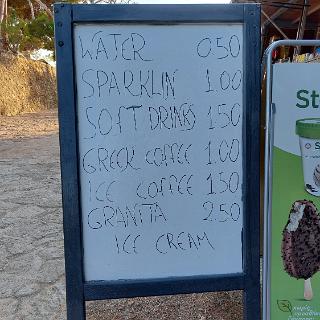 WATER 0.50
SPARKLIN 1.00
SOFT DRINKS 1.50
GREEK COFFEE 1.00
ICE COFFEE 1.50
GRANITA 2.50
ICE CREAM
St